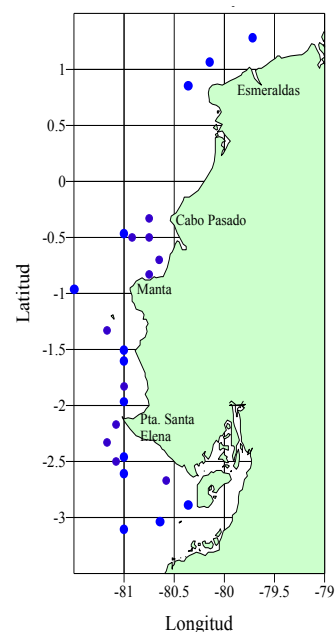 1
Esmeraldas
0.5
0
Cabo Pasado
-0.5
-1
Manta
-1.5
-2
Pta. Santa
Elena
-2.5
-3
-81
-80.5
-80
-79.5
-79
Latitud
Longitud